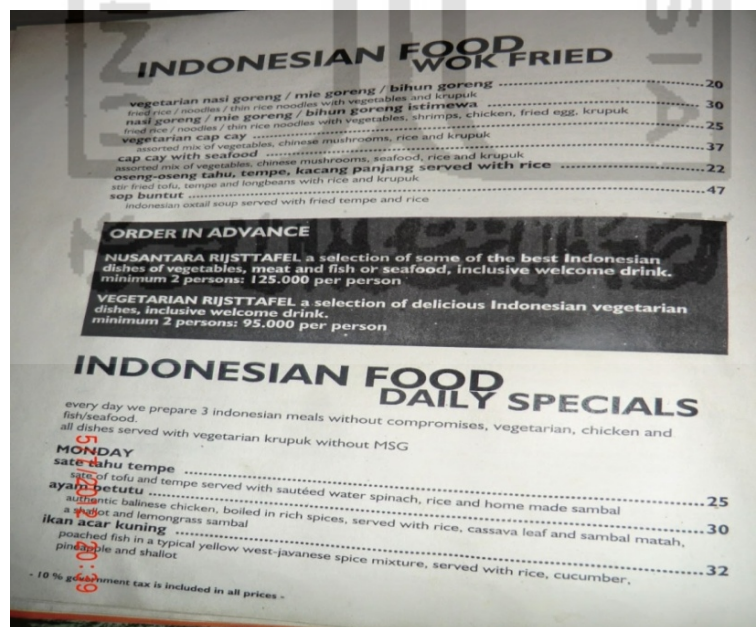 INDONESIAN FOOD
WOK FRIED
vegetarian nasi goreng / mie goreng / bihun goreng ........ 20
fried rice / noodles / thin rice noodles with vegetables and krupuk
nasi goreng / mie goreng / bihun goreng istimewa ........ 30
fried rice / noodles / thin rice noodles with vegetables, shrimps, chicken, fried egg, krupuk
vegetarian cap cay ........ 25
assorted mix of vegetables, chinese mushrooms, rice and krupuk
cap cay with seafood ........ 37
assorted mix of vegetables, chinese mushrooms, seafood, rice and krupuk
oseng-oseng tahu, tempe, kacang panjang served with rice ........ 22
stir fried tofu, tempe and longbeans with rice and krupuk
sop buntut ........ 47
indonesian oxtail soup served with fried tempe and rice
ORDER IN ADVANCE
NUSANTARA RIJSTTAFEL a selection of some of the best Indonesian
dishes of vegetables, meat and fish or seafood, inclusive welcome drink.
minimum 2 persons: 125.000 per person
VEGETARIAN RIJSTTAFEL a selection of delicious Indonesian vegetarian
dishes, inclusive welcome drink.
minimum 2 persons: 95.000 per person
INDONESIAN FOOD
DAILY SPECIALS
every day we prepare 3 indonesian meals without compromises, vegetarian, chicken and
fish/seafood.
all dishes served with vegetarian krupuk without MSG
MONDAY
sate tahu tempe ........ 25
sate of tofu and tempe served with sautéed water spinach, rice and home made sambal
ayam betutu ........ 30
authentic balinese chicken, boiled in rich spices, served with rice, cassava leaf and sambal matah,
a shallot and lemongrass sambal
ikan acar kuning ........ 32
poached fish in a typical yellow west-javanese spice mixture, served with rice, cucumber,
pineapple and shallot
- 10 % government tax is included in all prices -
20:39